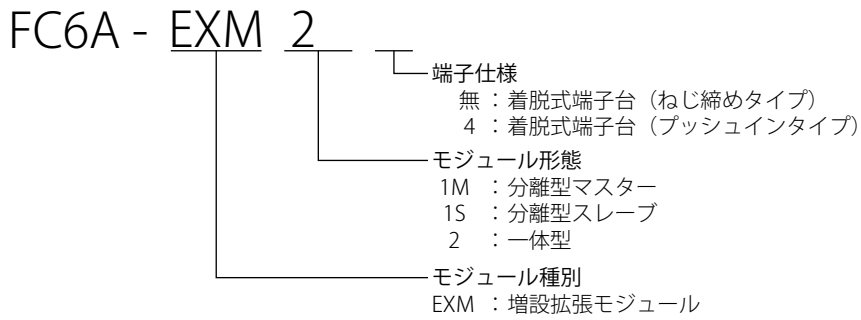 FC6A - EXM 2
端子仕様
無 ：着脱式端子台（ねじ締めタイプ）
4 ：着脱式端子台（プッシュインタイプ）
モジュール形態
1M ：分離型マスター
1S ：分離型スレーブ
2 ：一体型
モジュール種別
EXM ：増設拡張モジュール